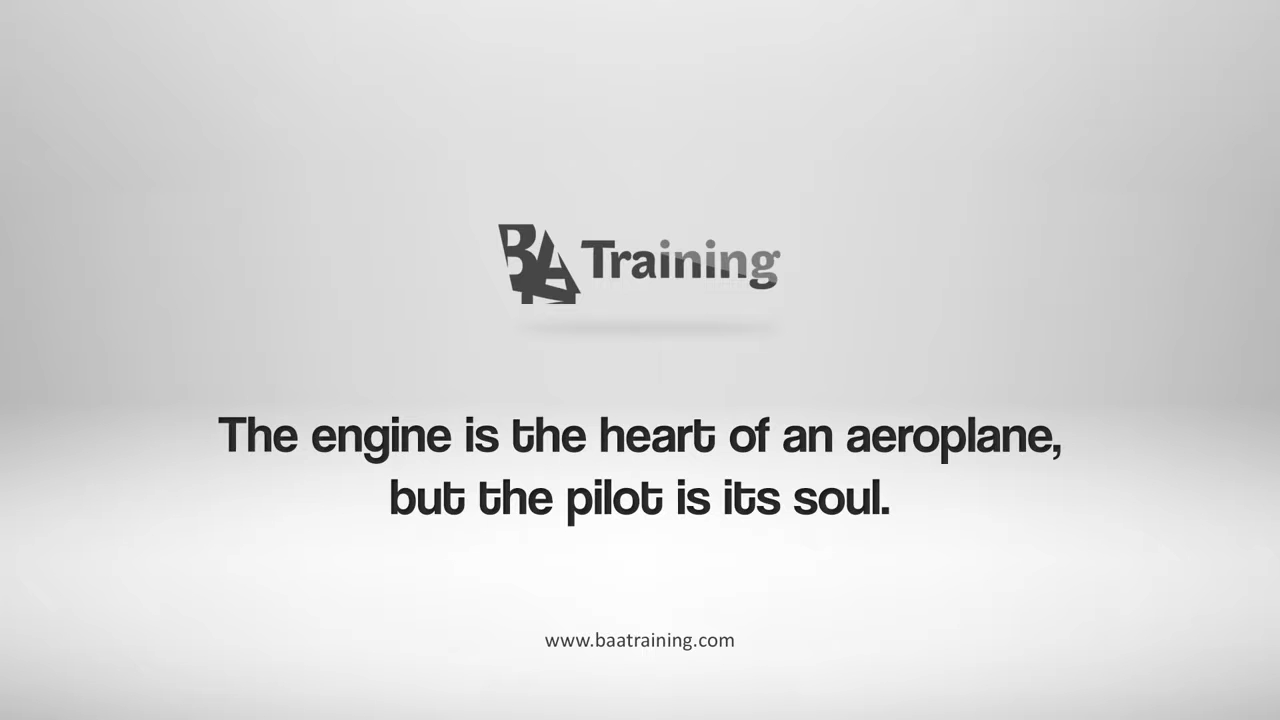 BAA Training
The engine is the heart of an aeroplane,
but the pilot is its soul.
www.baatraining.com